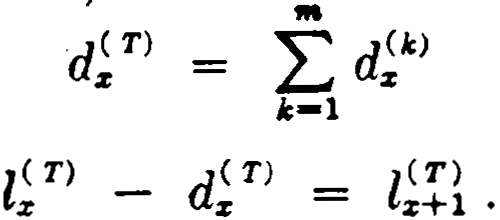 d_x^{(T)} = \sum_{k=1}^{m} d_x^{(k)}
l_x^{(T)} - d_x^{(T)} = l_{x+1}^{(T)} .